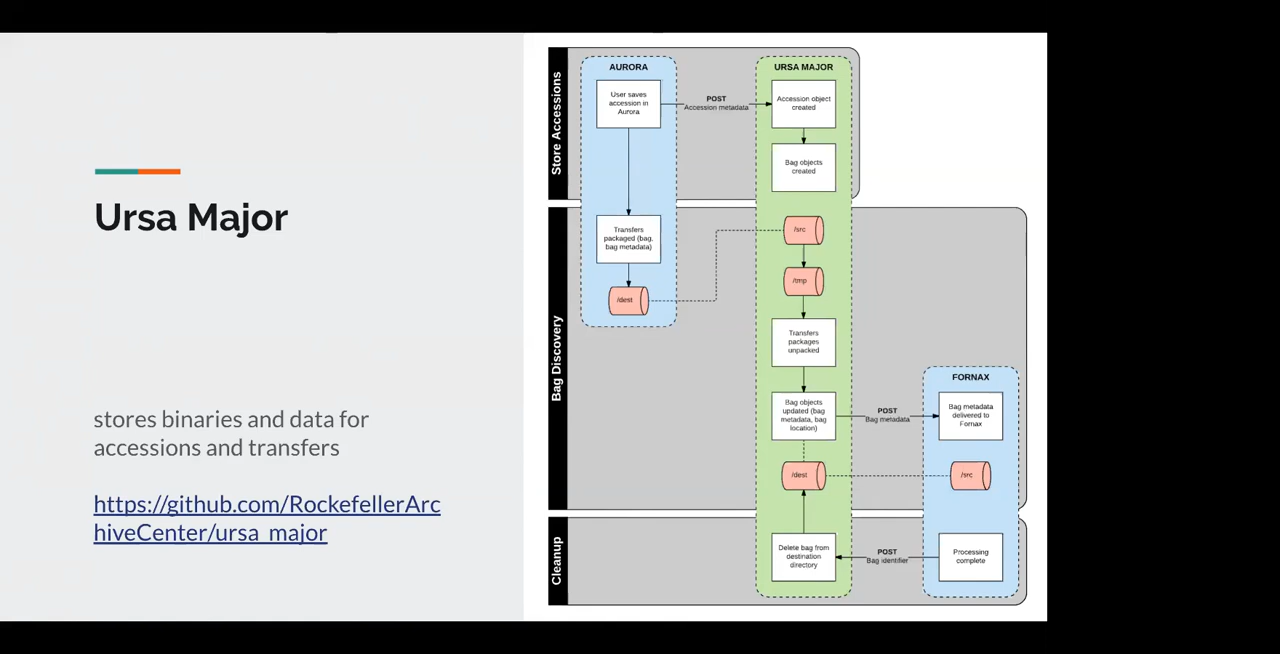 Ursa Major
stores binaries and data for
accessions and transfers
https://github.com/RockefellerArc
hiveCenter/ursa_major
Store Accessions
AURORA
User saves
accession in
Aurora
POST
Accession metadata
URSA MAJOR
Accession object
created
Bag objects
created
Bag Discovery
Transfers
packaged (bag,
bag metadata)
/dest
/src
/tmp
Transfers
packages
unpacked
Bag objects
updated (bag
metadata, bag
location)
POST
Bag metadata
FORNAX
Bag metadata
delivered to
Fornax
/dest
/src
Cleanup
Delete bag from
destination
directory
POST
Bag identifier
Processing
complete